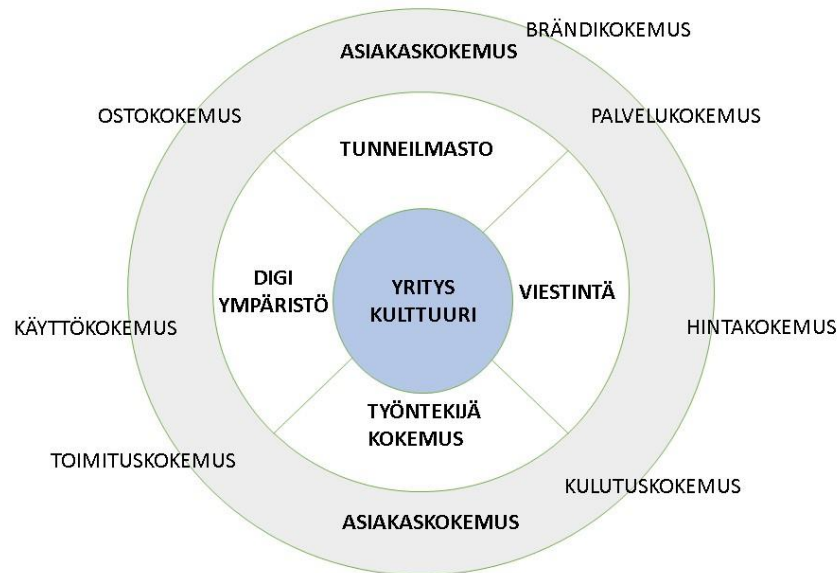 BRÄNDIKOKEMUS
ASIAKASKOKEMUS
OSTOKOKEMUS
PALVELUKOKEMUS
TUNNEILMASTO
DIGI
YMPÄRISTÖ
YRITYS
KULTTUURI
VIESTINTÄ
KÄYTTÖKOKEMUS
HINTAKOKEMUS
TYÖNTEKIJÄ
KOKEMUS
TOIMITUSKOKEMUS
KULUTUSKOKEMUS
ASIAKASKOKEMUS